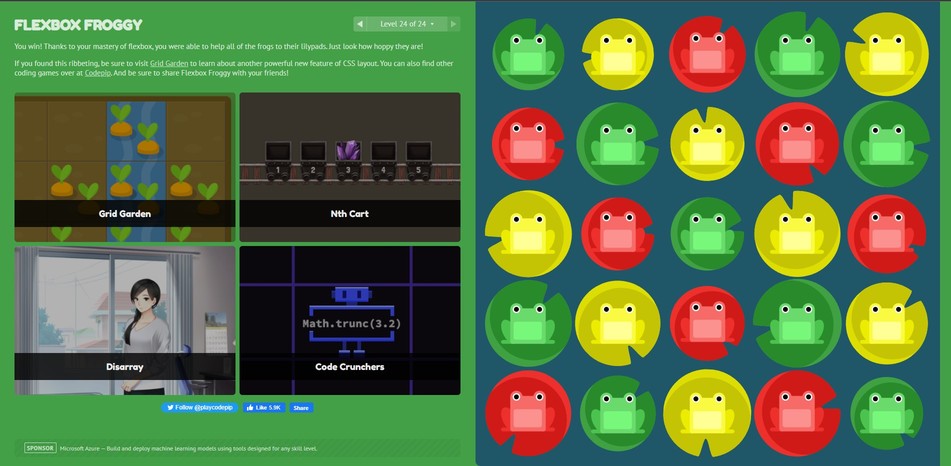 FLEXBOX FROGGY
Level 24 of 24
You win! Thanks to your mastery of flexbox, you were able to help all of the frogs to their lilypads. Just look how hoppy they are!
If you found this ribbeting, be sure to visit Grid Garden to learn about another powerful new feature of CSS layout. You can also find other
coding games over at Codepip. And be sure to share Flexbox Froggy with your friends!
1 2 3 4 5
Grid Garden
Nth Cart
Math.trunc(3.2)
Disarray
Code Crunchers
Follow @playcodepip
Like 5.9K
Share
SPONSOR Microsoft Azure — Build and deploy machine learning models using tools designed for any skill level.